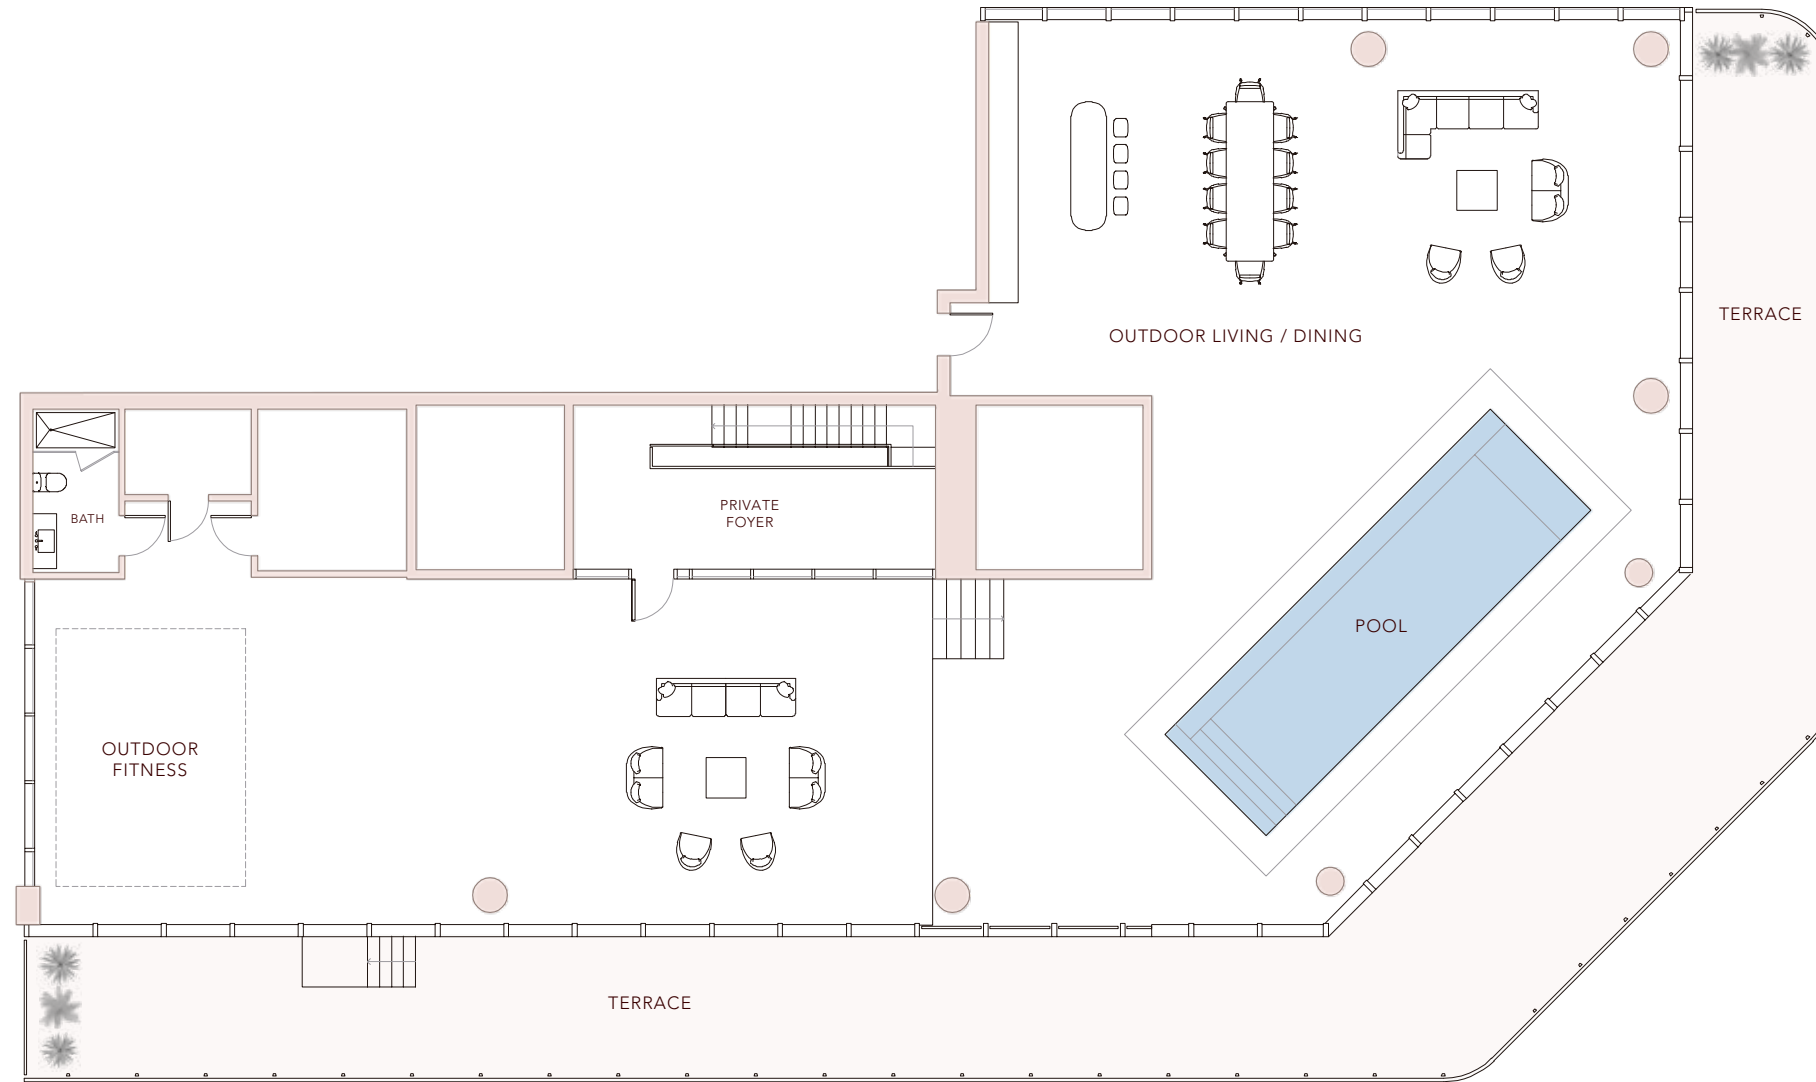 TERRACE
OUTDOOR LIVING / DINING
PRIVATE
FOYER
BATH
POOL
OUTDOOR
FITNESS
TERRACE